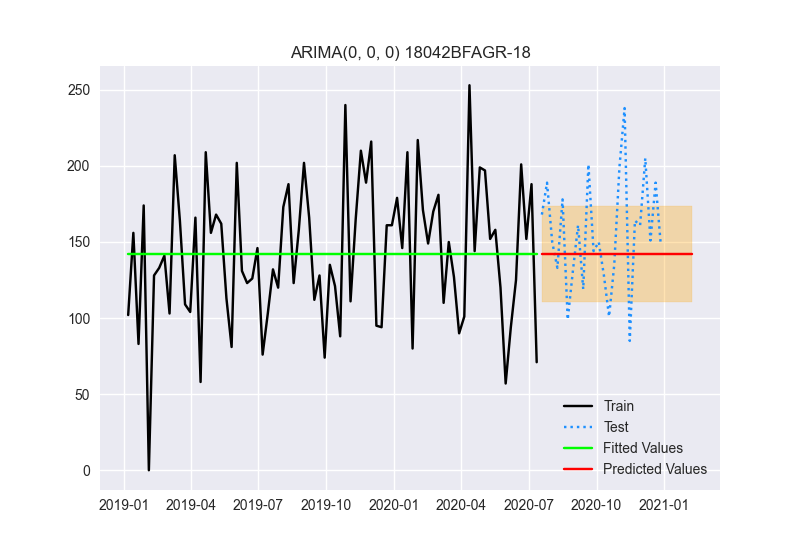 ARIMA(0, 0, 0) 18042BFAGR-18
250
200
150
100
50
0
2019-01 2019-04 2019-07 2019-10 2020-01 2020-04 2020-07 2020-10 2021-01
Train
Test
Fitted Values
Predicted Values